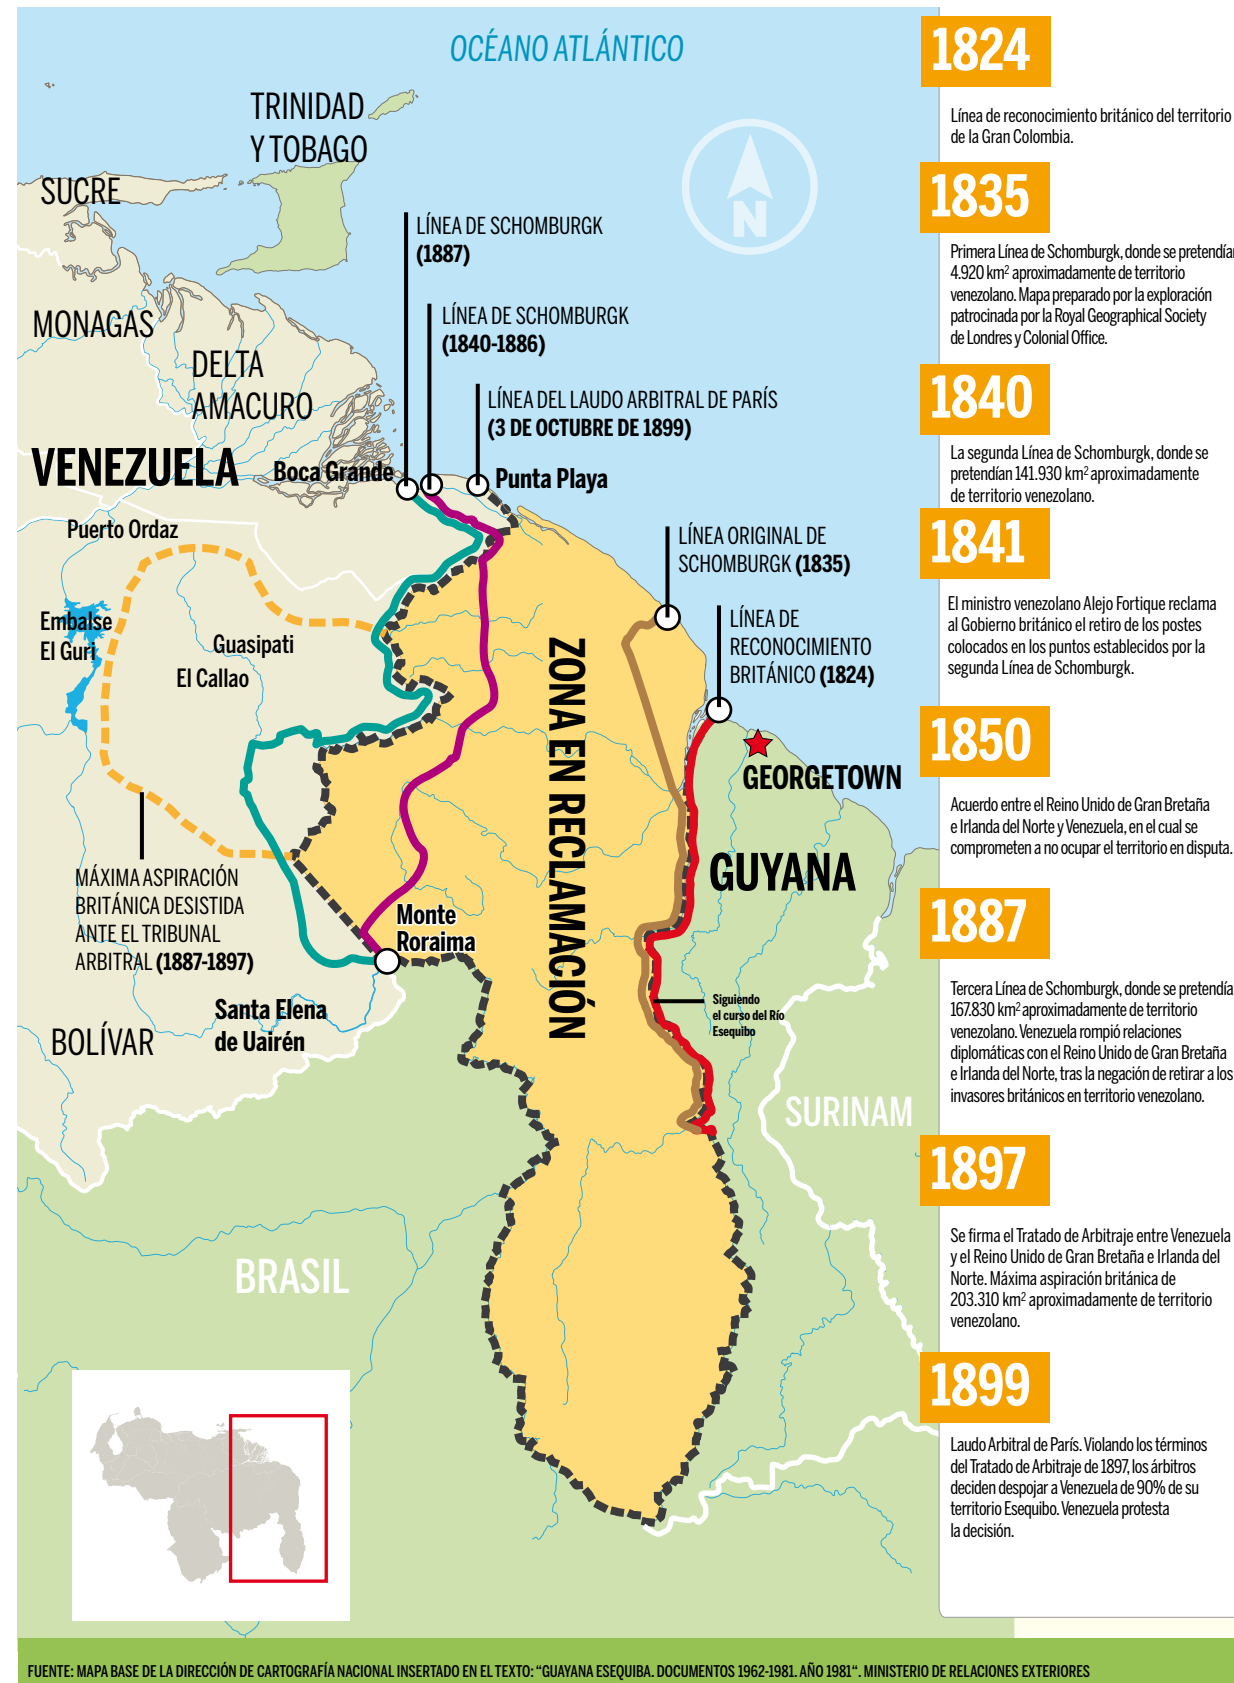 OCÉANO ATLÁNTICO
TRINIDAD
Y TOBAGO
SUCRE
N
LÍNEA DE SCHOMBURGK
(1887)
MONAGAS
LÍNEA DE SCHOMBURGK
(1840-1886)
DELTA
AMACURO
LÍNEA DEL LAUDO ARBITRAL DE PARÍS
(3 DE OCTUBRE DE 1899)
VENEZUELA
Boca Grande
Punta Playa
Puerto Ordaz
LÍNEA ORIGINAL DE
SCHOMBURGK (1835)
Embalse
El Guri
Guasipati
El Callao
LÍNEA DE
RECONOCIMIENTO
BRITÁNICO (1824)
ZONA EN RECLAMACIÓN
GEORGETOWN
GUYANA
MÁXIMA ASPIRACIÓN
BRITÁNICA DESISTIDA
ANTE EL TRIBUNAL
ARBITRAL (1887-1897)
Monte
Roraima
Santa Elena
de Uairén
BOLÍVAR
Siguiendo
el curso del Río
Esequibo
SURINAM
BRASIL
1824
Línea de reconocimiento británico del territorio
de la Gran Colombia.
1835
Primera Línea de Schomburgk, donde se pretendían
4.920 km² aproximadamente de territorio
venezolano. Mapa preparado por la exploración
patrocinada por la Royal Geographical Society
de Londres y Colonial Office.
1840
La segunda Línea de Schomburgk, donde se
pretendían 141.930 km² aproximadamente
de territorio venezolano.
1841
El ministro venezolano Alejo Fortique reclama
al Gobierno británico el retiro de los postes
colocados en los puntos establecidos por la
segunda Línea de Schomburgk.
1850
Acuerdo entre el Reino Unido de Gran Bretaña
e Irlanda del Norte y Venezuela, en el cual se
comprometen a no ocupar el territorio en disputa.
1887
Tercera Línea de Schomburgk, donde se pretendía
167.830 km² aproximadamente de territorio
venezolano. Venezuela rompió relaciones
diplomáticas con el Reino Unido de Gran Bretaña
e Irlanda del Norte, tras la negación de retirar a los
invasores británicos en territorio venezolano.
1897
Se firma el Tratado de Arbitraje entre Venezuela
y el Reino Unido de Gran Bretaña e Irlanda del
Norte. Máxima aspiración británica de
203.310 km² aproximadamente de territorio
venezolano.
1899
Laudo Arbitral de París. Violando los términos
del Tratado de Arbitraje de 1897, los árbitros
deciden despojar a Venezuela de 90% de su
territorio Esequibo. Venezuela protesta
la decisión.
FUENTE: MAPA BASE DE LA DIRECCIÓN DE CARTOGRAFÍA NACIONAL INSERTADO EN EL TEXTO: “GUAYANA ESEQUIBA. DOCUMENTOS 1962-1981. AÑO 1981“. MINISTERIO DE RELACIONES EXTERIORES